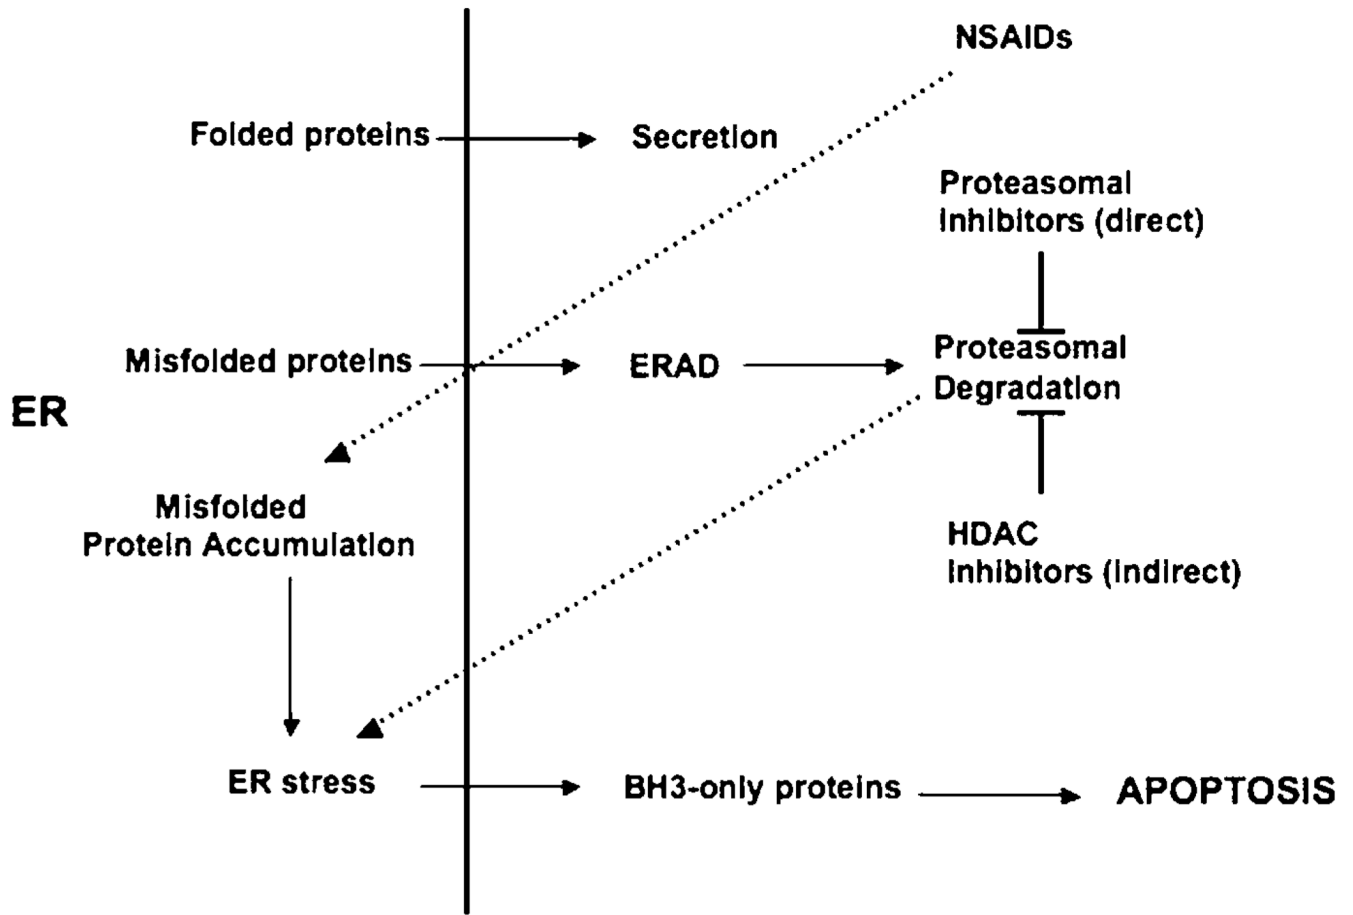 NSAIDs
Folded proteins
Secretion
Proteasomal
Inhibitors (direct)
Misfolded proteins
ERAD
Proteasomal
Degradation
ER
Misfolded
Protein Accumulation
HDAC
Inhibitors (indirect)
ER stress
BH3-only proteins
APOPTOSIS